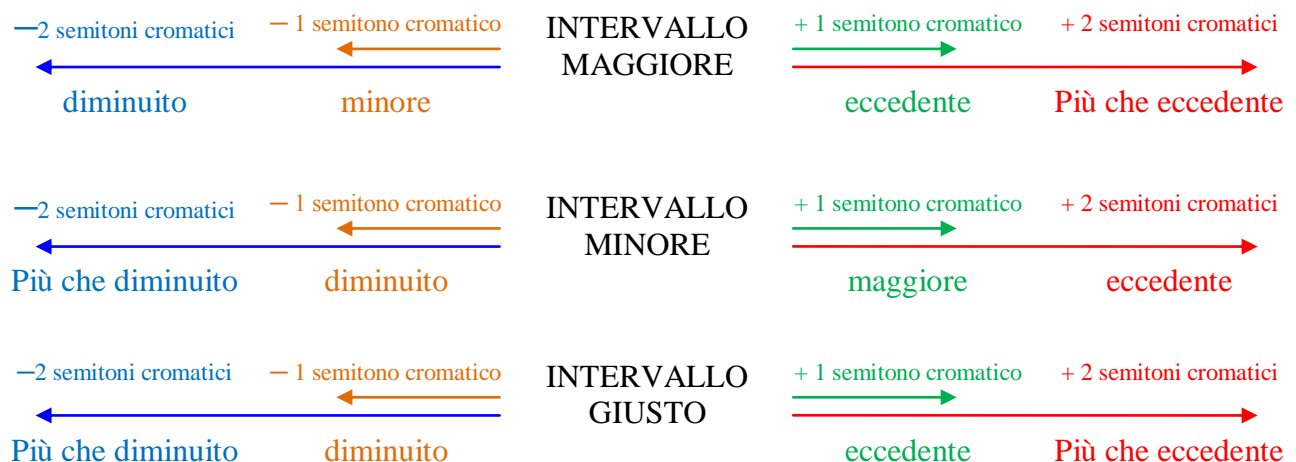 —2 semitoni cromatici — 1 semitono cromatico INTERVALLO + 1 semitono cromatico + 2 semitoni cromatici
MAGGIORE
diminuito minore eccedente Più che eccedente
—2 semitoni cromatici — 1 semitono cromatico INTERVALLO + 1 semitono cromatico + 2 semitoni cromatici
MINORE
Più che diminuito diminuito maggiore eccedente
—2 semitoni cromatici — 1 semitono cromatico INTERVALLO + 1 semitono cromatico + 2 semitoni cromatici
GIUSTO
Più che diminuito diminuito eccedente Più che eccedente